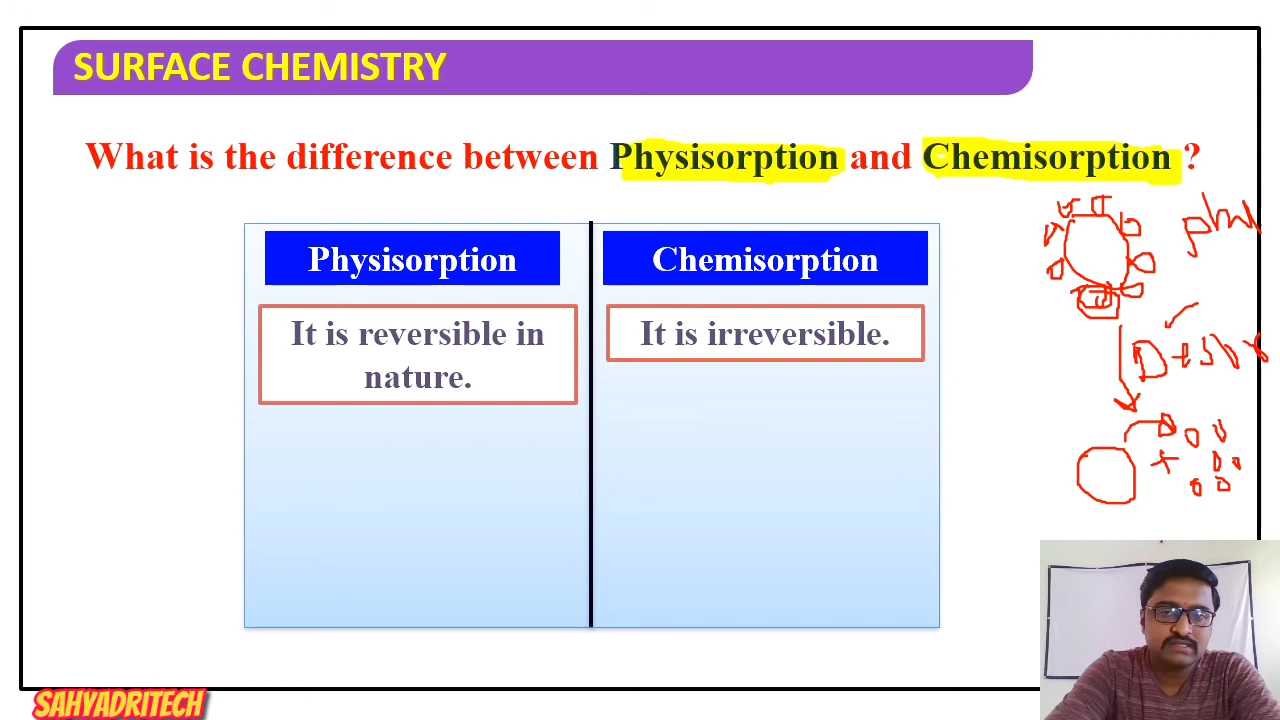 SURFACE CHEMISTRY
What is the difference between Physisorption and Chemisorption ?
Physisorption
Chemisorption
It is reversible in
nature.
It is irreversible.
SAHYADRITECH